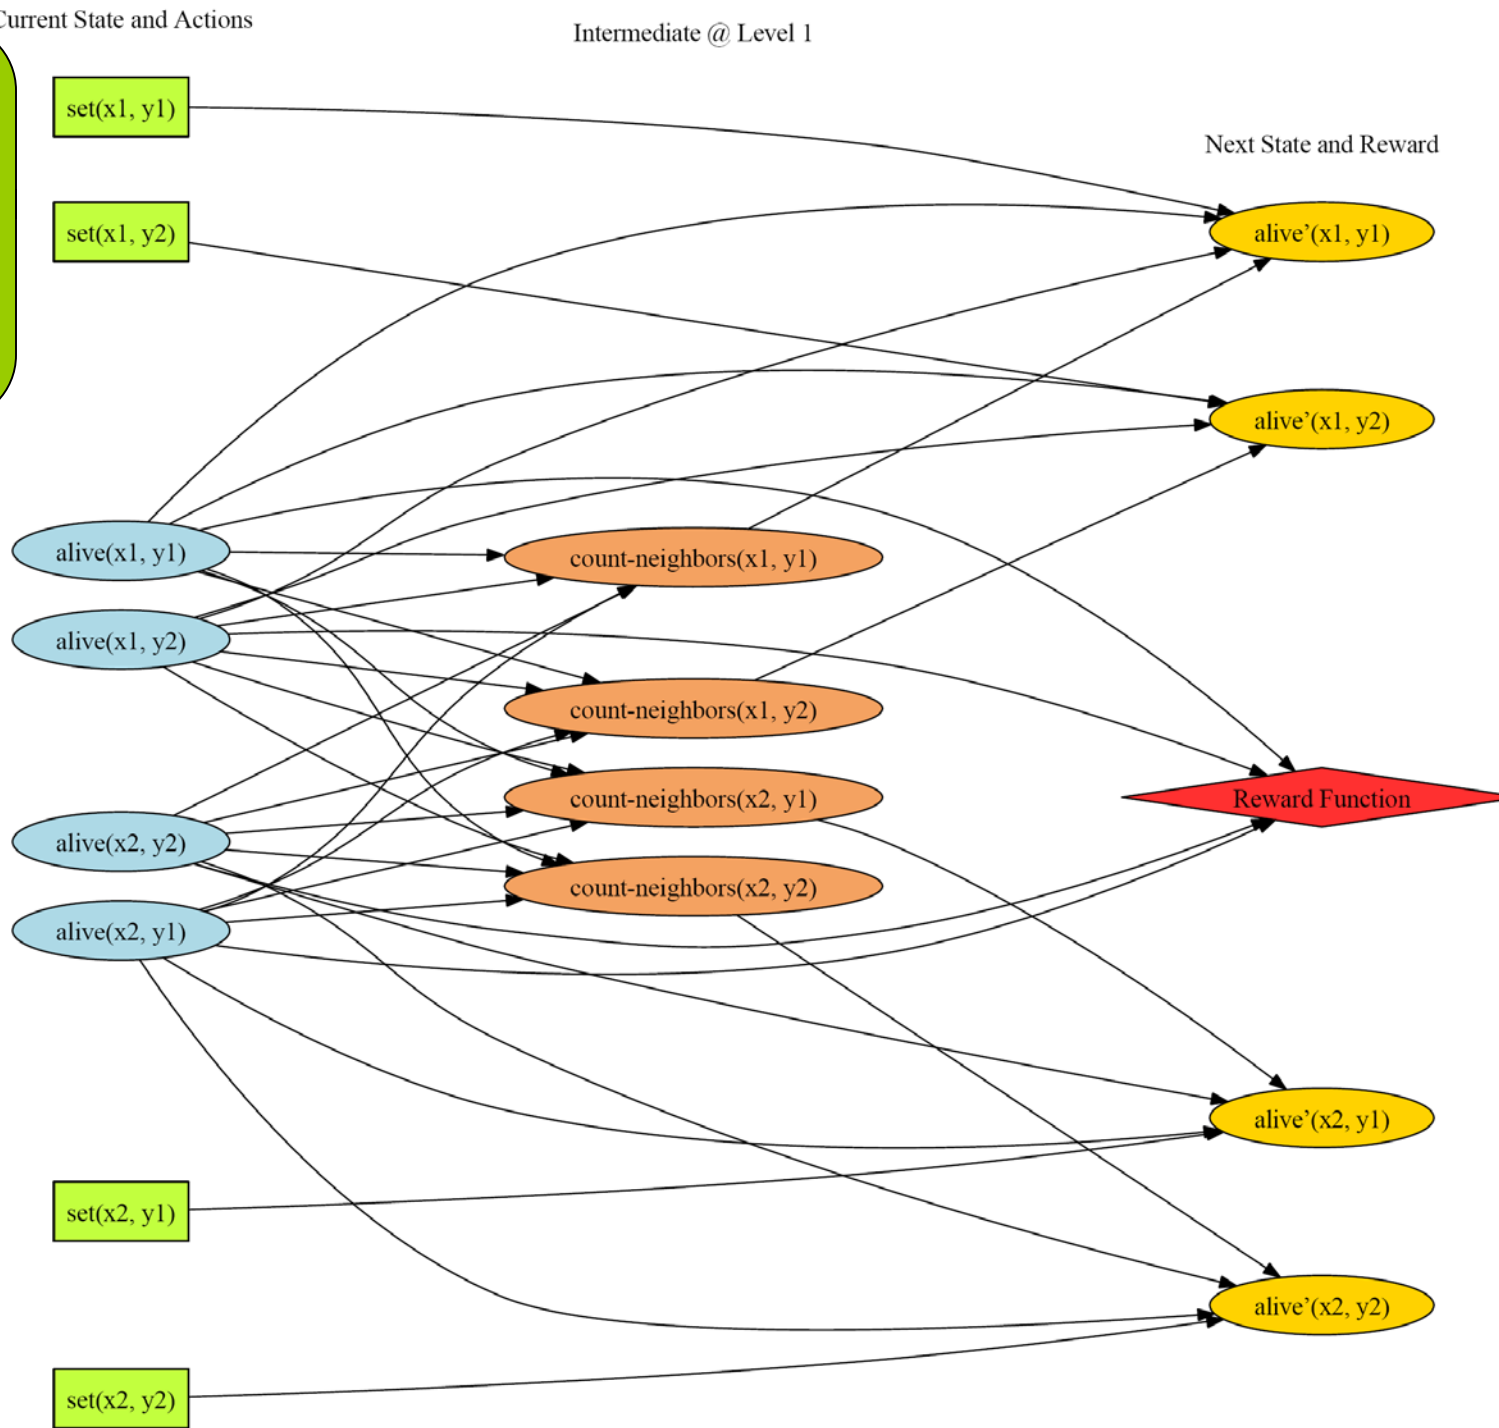 Current State and Actions
Intermediate @ Level 1
Next State and Reward
set(x1, y1)
set(x1, y2)
alive'(x1, y1)
alive'(x1, y2)
alive(x1, y1)
count-neighbors(x1, y1)
alive(x1, y2)
count-neighbors(x1, y2)
count-neighbors(x2, y1)
Reward Function
alive(x2, y2)
count-neighbors(x2, y2)
alive(x2, y1)
alive'(x2, y1)
set(x2, y1)
alive'(x2, y2)
set(x2, y2)